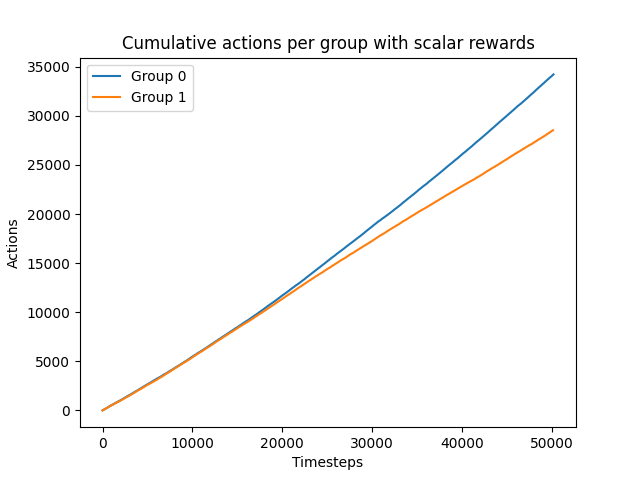 Cumulative actions per group with scalar rewards
Group 0
Group 1
35000
30000
25000
20000
15000
10000
5000
0
Actions
0 10000 20000 30000 40000 50000
Timesteps